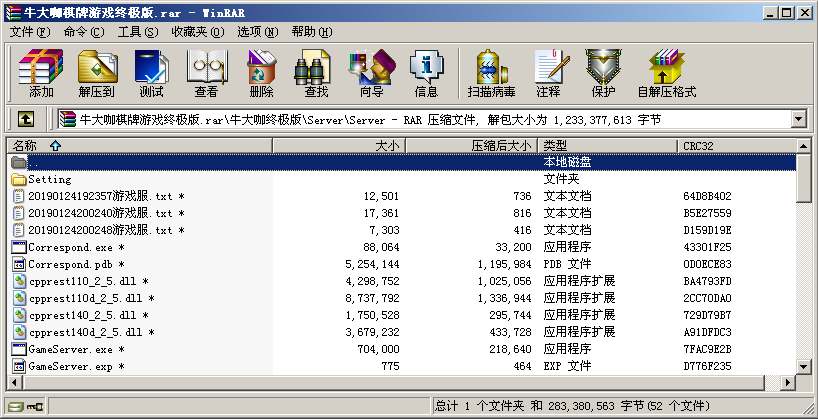 牛大咖棋牌游戏终极版.rar - WinRAR
文件(F) 命令(C) 工具(S) 收藏夹(O) 选项(N) 帮助(H)
添加 解压到 测试 查看 删除 查找 向导 信息 扫描病毒 注释 保护 自解压格式
牛大咖棋牌游戏终极版.rar\牛大咖终极版\Server\Server - RAR 压缩文件, 解包大小为 1,233,377,613 字节
名称 大小 压缩后大小 类型 CRC32
.. 本地磁盘
Setting 文件夹
20190124192357游戏服.txt * 12,501 736 文本文档 64D8B402
20190124200240游戏服.txt * 17,361 816 文本文档 B5E27559
20190124200248游戏服.txt * 7,303 416 文本文档 D159D19E
Correspond.exe * 88,064 33,200 应用程序 43301F25
Correspond.pdb * 5,254,144 1,195,984 PDB 文件 0D0ECE83
cpprest110_2_5.dll * 4,298,752 1,025,056 应用程序扩展 BA4793FD
cpprest110d_2_5.dll * 8,737,792 1,336,944 应用程序扩展 2CC70DA0
cpprest140_2_5.dll * 1,750,528 295,744 应用程序扩展 729D79B7
cpprest140d_2_5.dll * 3,679,232 433,728 应用程序扩展 A91DFDC3
GameServer.exe * 704,000 218,640 应用程序 7FAC9E2B
GameServer.exp * 775 464 EXP 文件 D776F235
总计 1 个文件夹 和 283,380,563 字节(52 个文件)